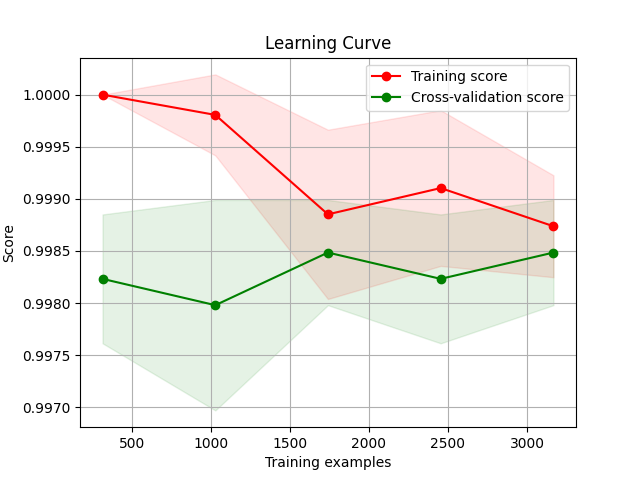 Learning Curve
Training score
Cross-validation score
1.0000
0.9995
0.9990
0.9985
0.9980
0.9975
0.9970
Score
500
1000
1500
2000
2500
3000
Training examples